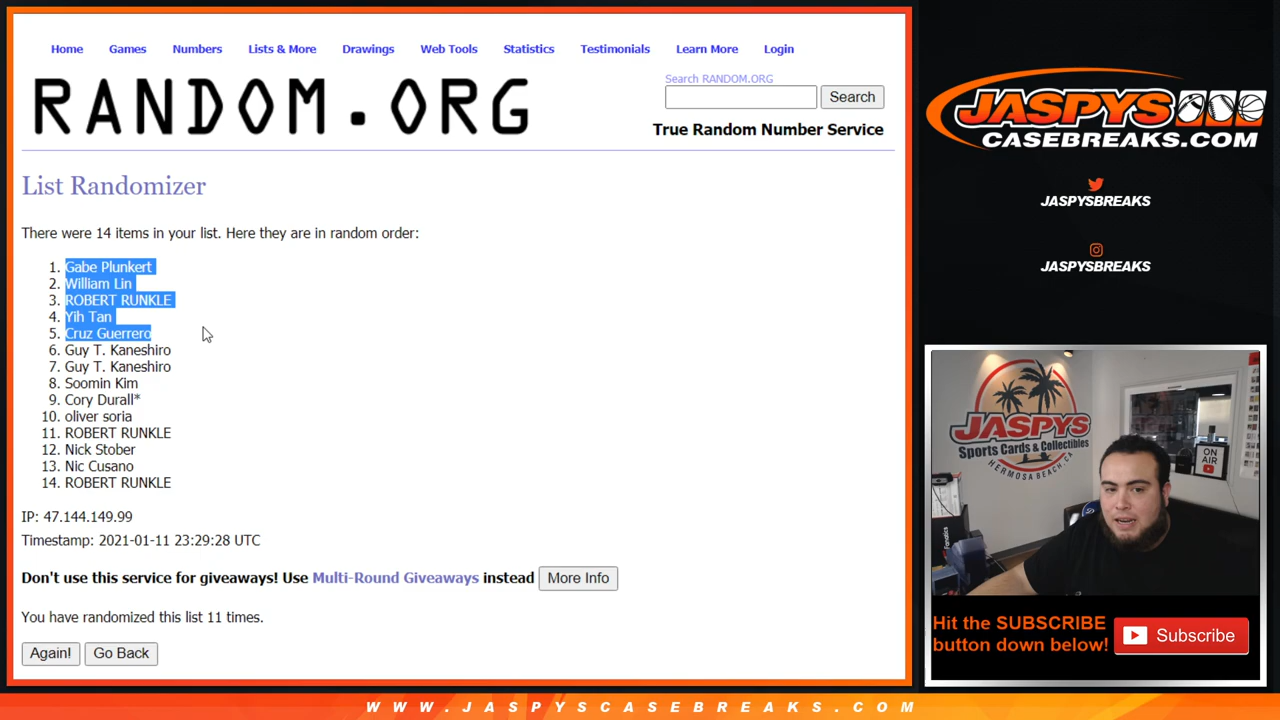 Home Games Numbers Lists & More Drawings Web Tools Statistics Testimonials Learn More Login
RANDOM.ORG
Search RANDOM.ORG
Search
True Random Number Service
List Randomizer
There were 14 items in your list. Here they are in random order:
1. Gabe Plunkert
2. William Lin
3. ROBERT RUNKLE
4. Yih Tan
5. Cruz Guerrero
6. Guy T. Kaneshiro
7. Guy T. Kaneshiro
8. Soomin Kim
9. Cory Durall*
10. oliver soria
11. ROBERT RUNKLE
12. Nick Stober
13. Nic Cusano
14. ROBERT RUNKLE
IP: 47.144.149.99
Timestamp: 2021-01-11 23:29:28 UTC
Don't use this service for giveaways! Use Multi-Round Giveaways instead More Info
You have randomized this list 11 times.
Again! Go Back
JASPYS
CASEBREAKS.COM
JASPYSBREAKS
JASPYSBREAKS
JASPYS
Sports Cards & Collectibles
HERMOSA BEACH, CA
ON
AIR
Fanatics
Hit the SUBSCRIBE
button down below!
Subscribe
WWW.JASPYSCASEBREAKS.COM